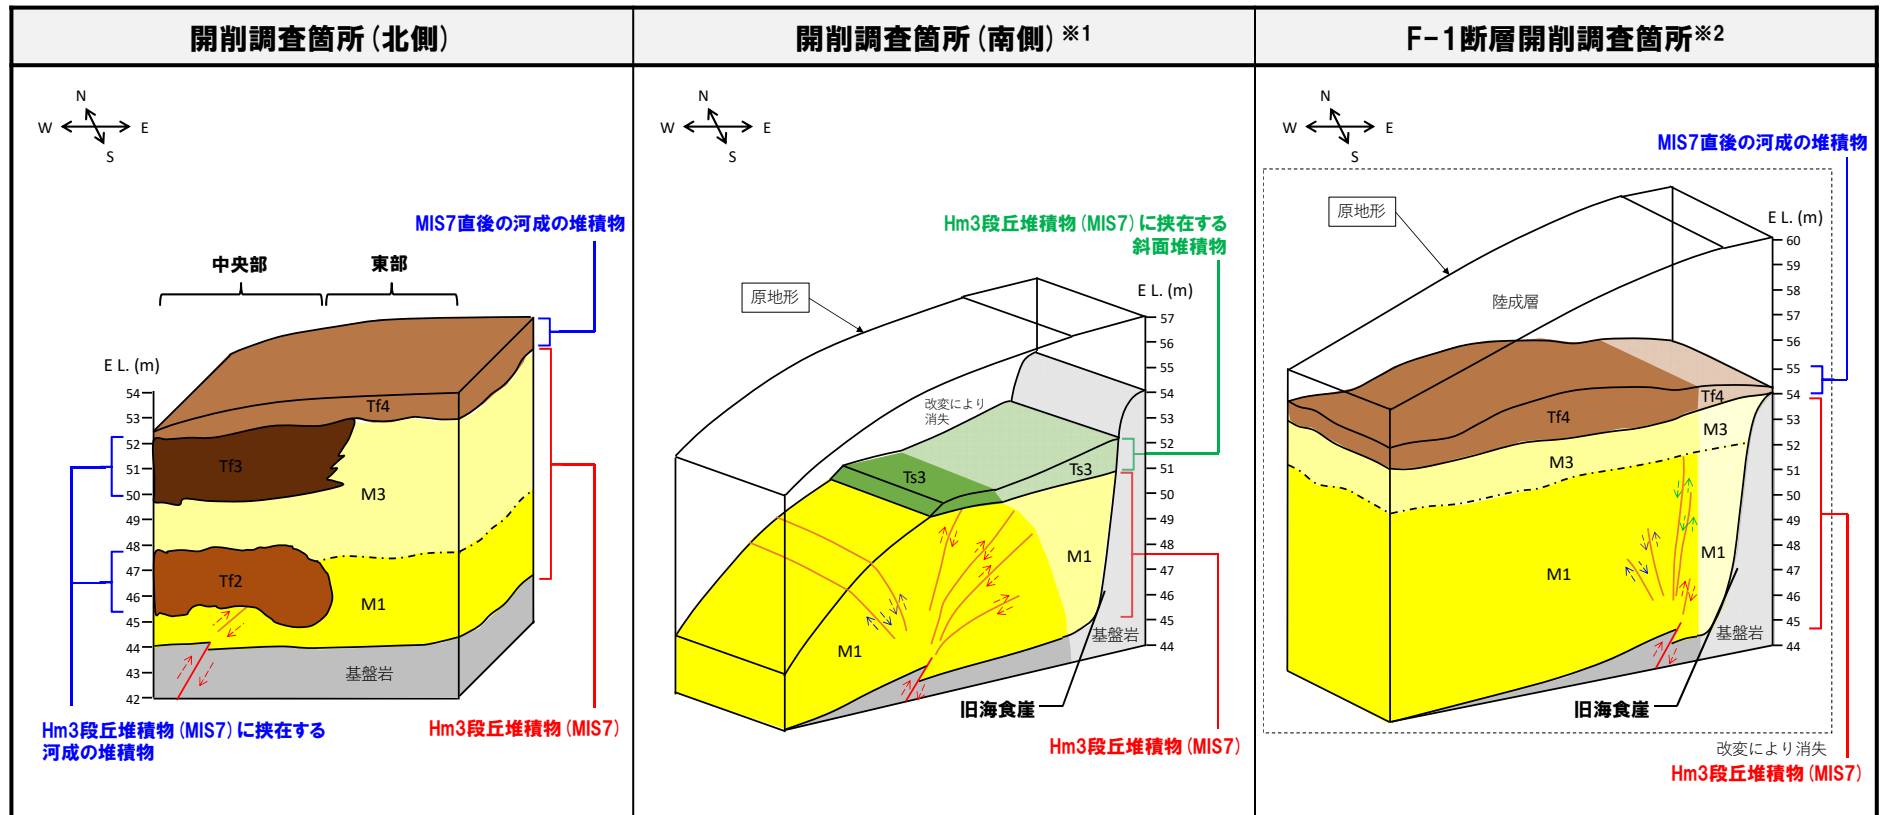 開削調査箇所（北側）
開削調査箇所（南側）※1
F-1断層開削調査箇所※2
N
W
E
S
MIS7直後の河成の堆積物
中央部
東部
E L. (m)
54
53
52
51
50
49
48
47
46
45
44
43
42
Tf4
Tf3
M3
Tf2
M1
基盤岩
Hm3段丘堆積物（MIS7）に挟在する
河成の堆積物
Hm3段丘堆積物（MIS7）
N
W
E
S
Hm3段丘堆積物（MIS7）に挟在する
斜面堆積物
原地形
E L. (m)
57
56
55
54
53
52
51
50
49
48
47
46
45
44
改変により
消失
Ts3
Ts3
M1
M1
基盤岩
旧海食崖
Hm3段丘堆積物（MIS7）
N
W
E
S
MIS7直後の河成の堆積物
原地形
E L. (m)
60
59
58
57
56
55
54
53
52
51
50
49
48
47
46
45
44
陸成層
Tf4
Tf4
M3
M3
M1
M1
基盤岩
旧海食崖
改変により消失
Hm3段丘堆積物（MIS7）